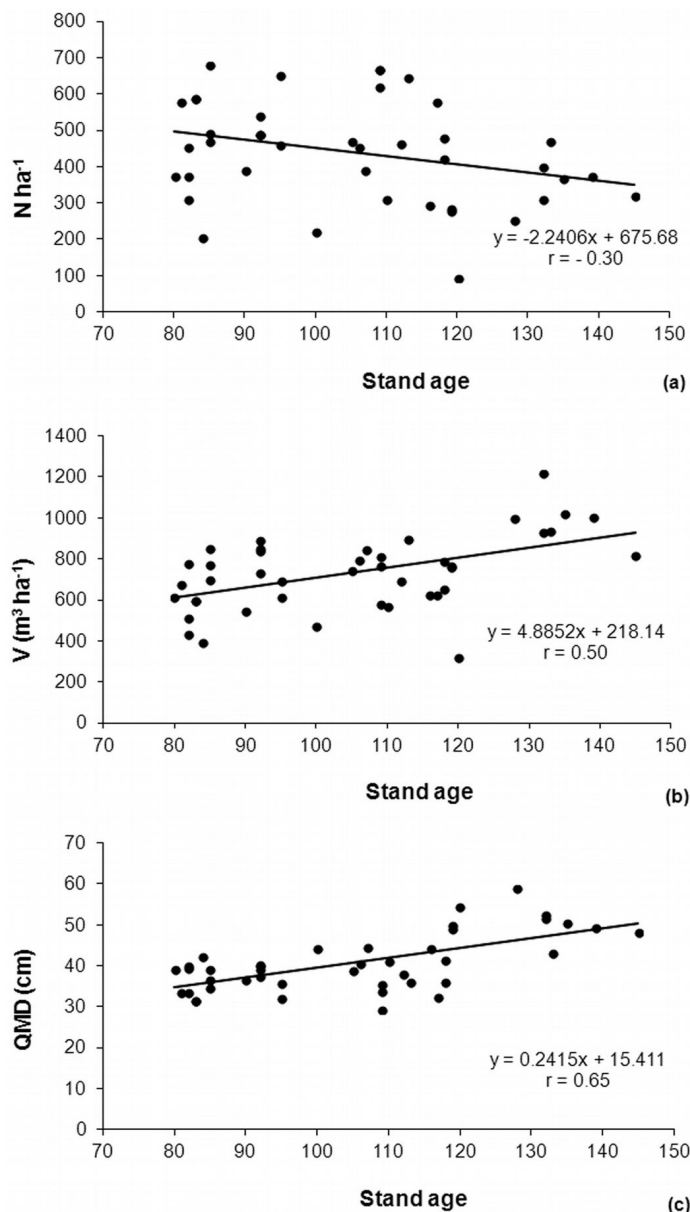 800
700
600
500
400
300
200
100
0
N ha⁻¹
y = -2.2406x + 675.68
r = - 0.30
70 80 90 100 110 120 130 140 150
Stand age
(a)
1400
1200
1000
800
600
400
200
0
V (m³ ha⁻¹)
y = 4.8852x + 218.14
r = 0.50
70 80 90 100 110 120 130 140 150
Stand age
(b)
70
60
50
40
30
20
10
0
QMD (cm)
y = 0.2415x + 15.411
r = 0.65
70 80 90 100 110 120 130 140 150
Stand age
(c)